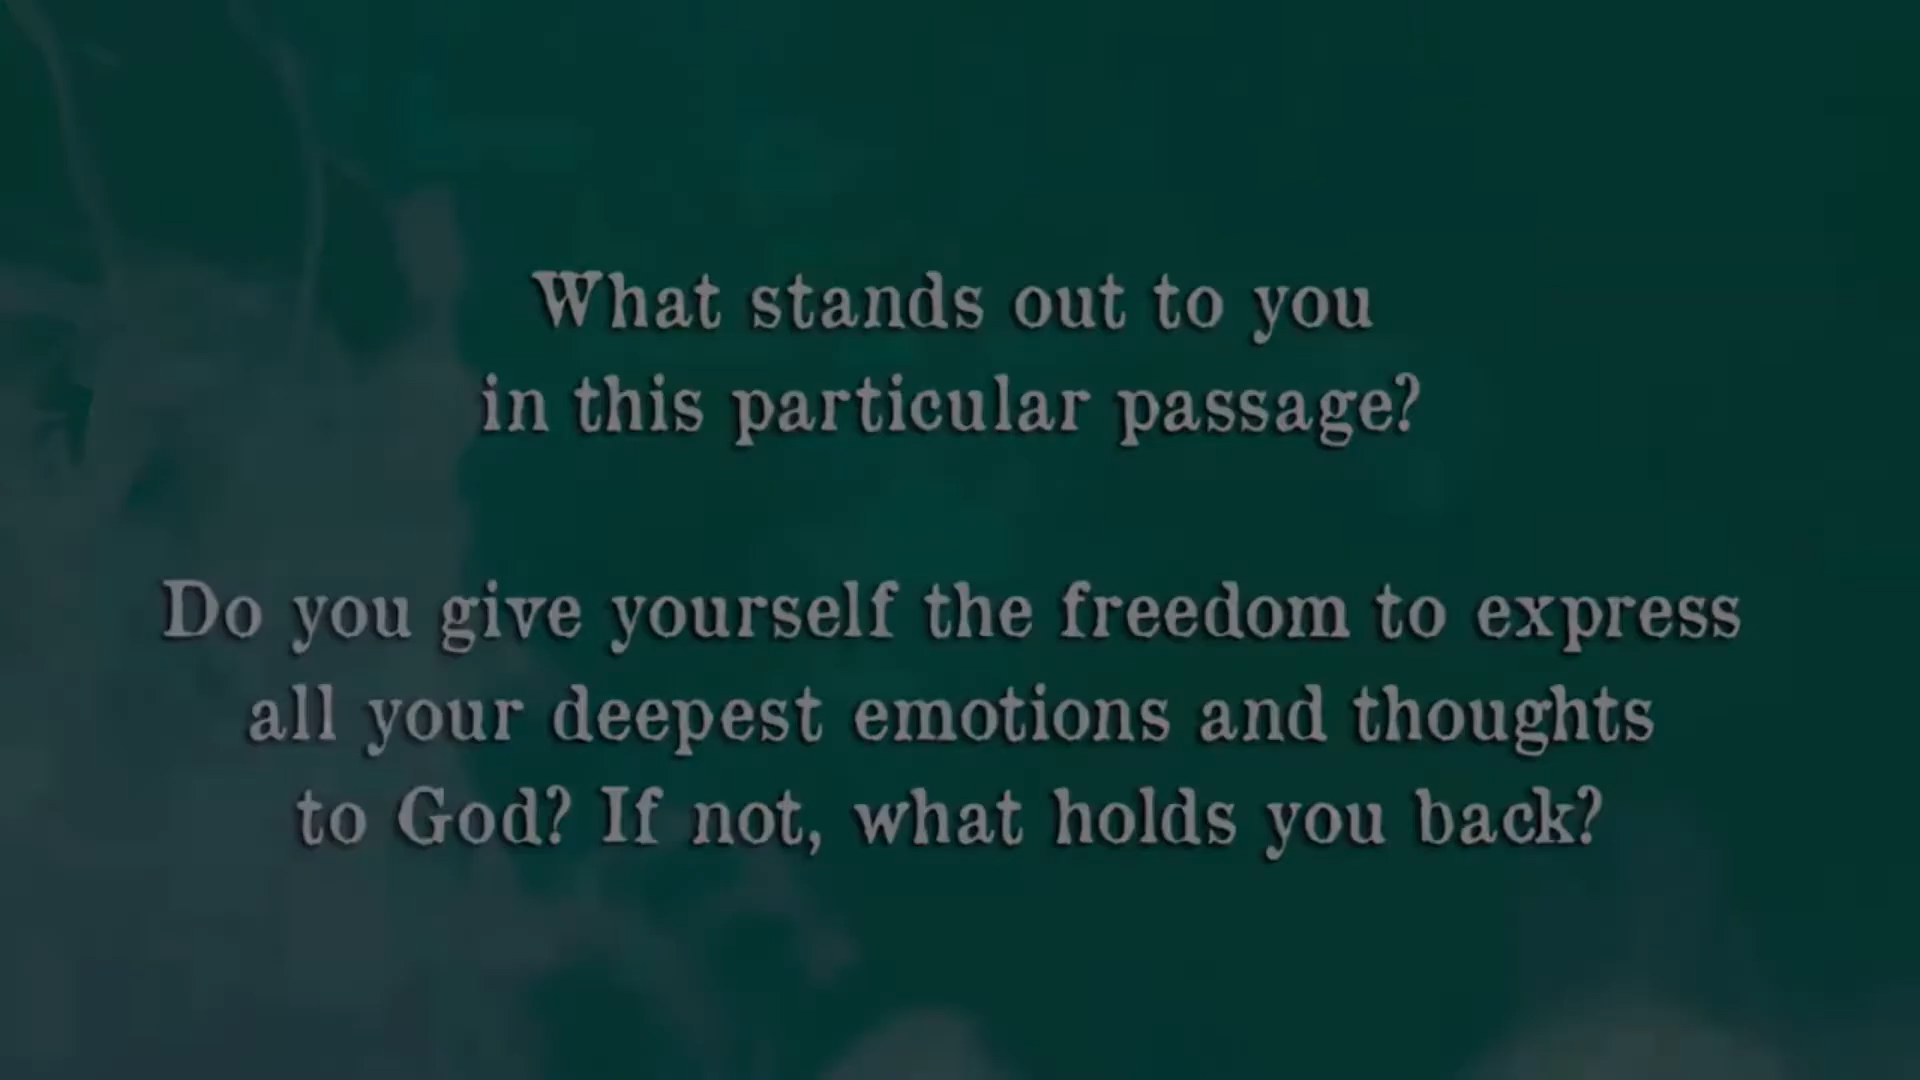 What stands out to you
in this particular passage?
Do you give yourself the freedom to express
all your deepest emotions and thoughts
to God? If not, what holds you back?